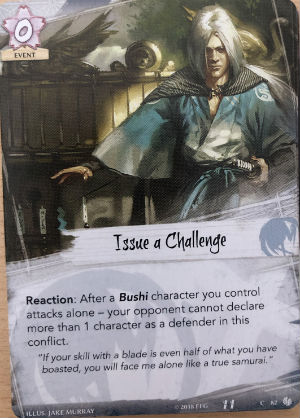 0
EVENT
Issue a Challenge
Reaction: After a Bushi character you control
attacks alone – your opponent cannot declare
more than 1 character as a defender in this
conflict.
“If your skill with a blade is even half of what you have
boasted, you will face me alone like a true samurai.”
ILLUS. JAKE MURRAY
© 2018 FFG
11
C 82